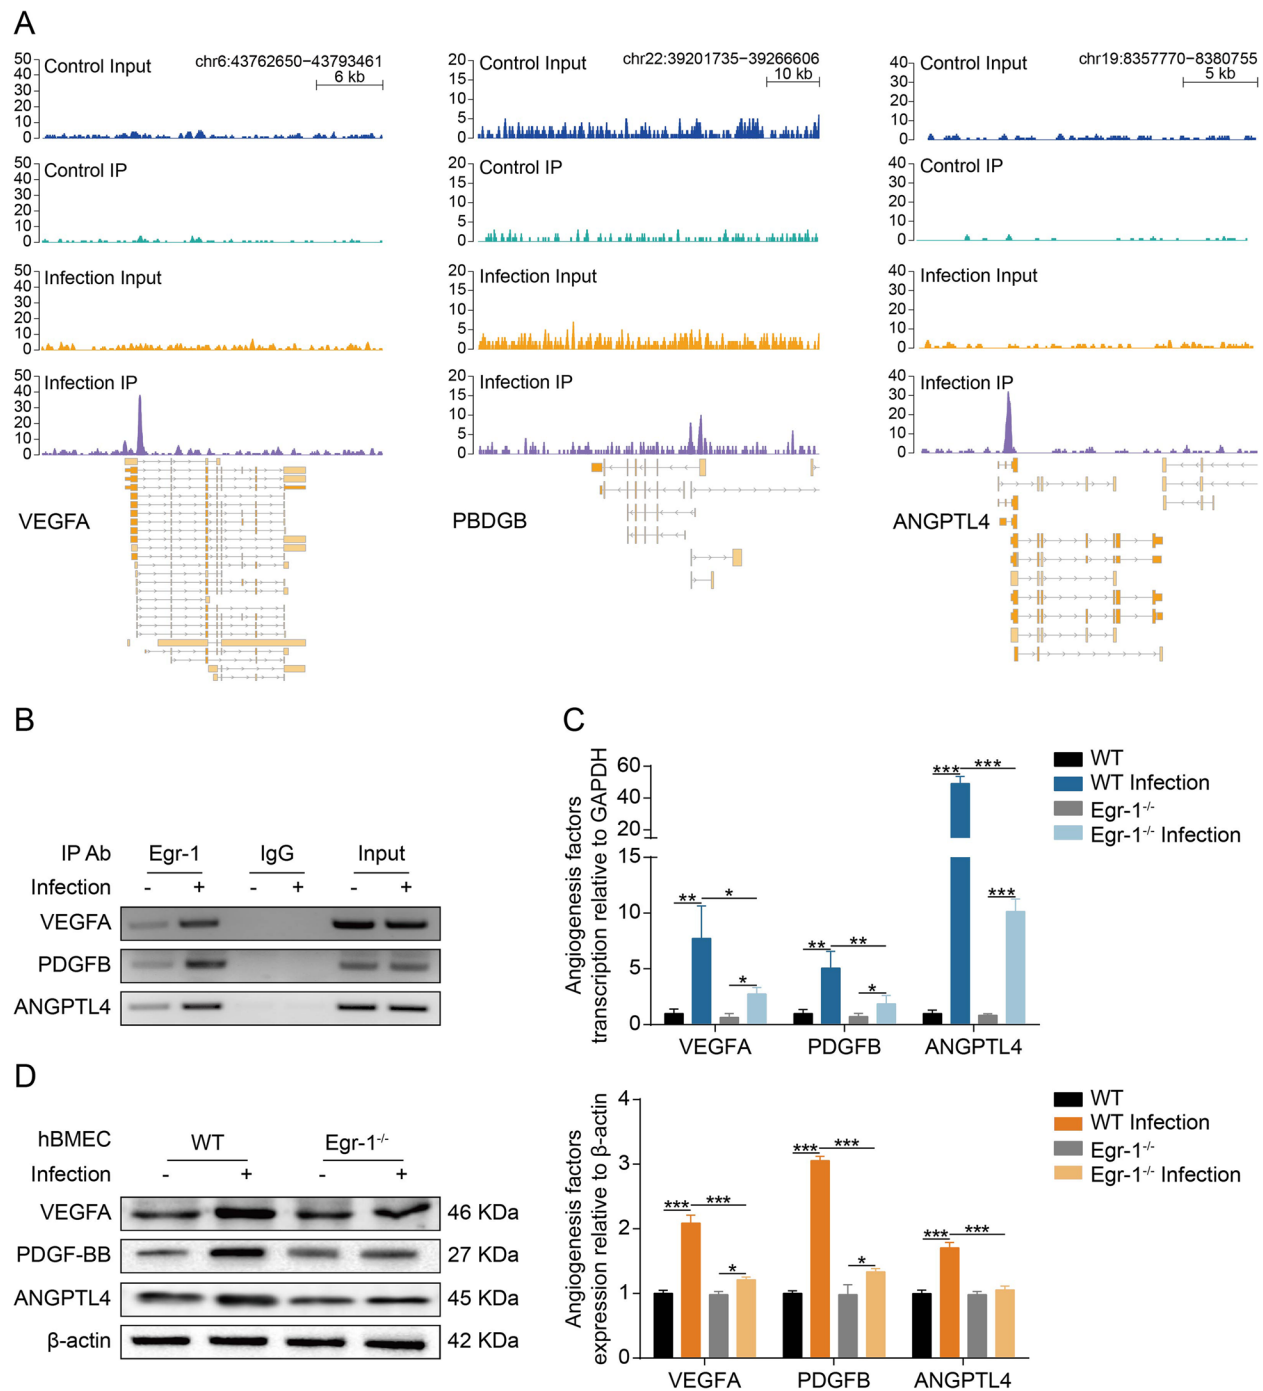 A
chr6:43762650–43793461
6 kb
50
40
30
20
10
0
Control Input
50
40
30
20
10
0
Control IP
50
40
30
20
10
0
Infection Input
50
40
30
20
10
0
Infection IP
VEGFA
chr22:39201735–39266606
10 kb
20
15
10
5
0
Control Input
20
15
10
5
0
Control IP
20
15
10
5
0
Infection Input
20
15
10
5
0
Infection IP
PBDGB
chr19:8357770–8380755
5 kb
40
30
20
10
0
Control Input
40
30
20
10
0
Control IP
40
30
20
10
0
Infection Input
40
30
20
10
0
Infection IP
ANGPTL4
B
IP Ab Egr-1 IgG Input
Infection - + - + - +
VEGFA
PDGFB
ANGPTL4
C
Angiogenesis factors
transcription relative to GAPDH
60
40
20
15
10
5
0
** * *
** ** *
*** *** ***
VEGFA PDGFB ANGPTL4
WT
WT Infection
Egr-1-/-
Egr-1-/- Infection
D
hBMEC WT Egr-1-/-
Infection - + - +
VEGFA 46 KDa
PDGF-BB 27 KDa
ANGPTL4 45 KDa
β-actin 42 KDa
Angiogenesis factors
expression relative to β-actin
4
3
2
1
0
*** *** *
*** *** *
*** ***
VEGFA PDGFB ANGPTL4
WT
WT Infection
Egr-1-/-
Egr-1-/- Infection